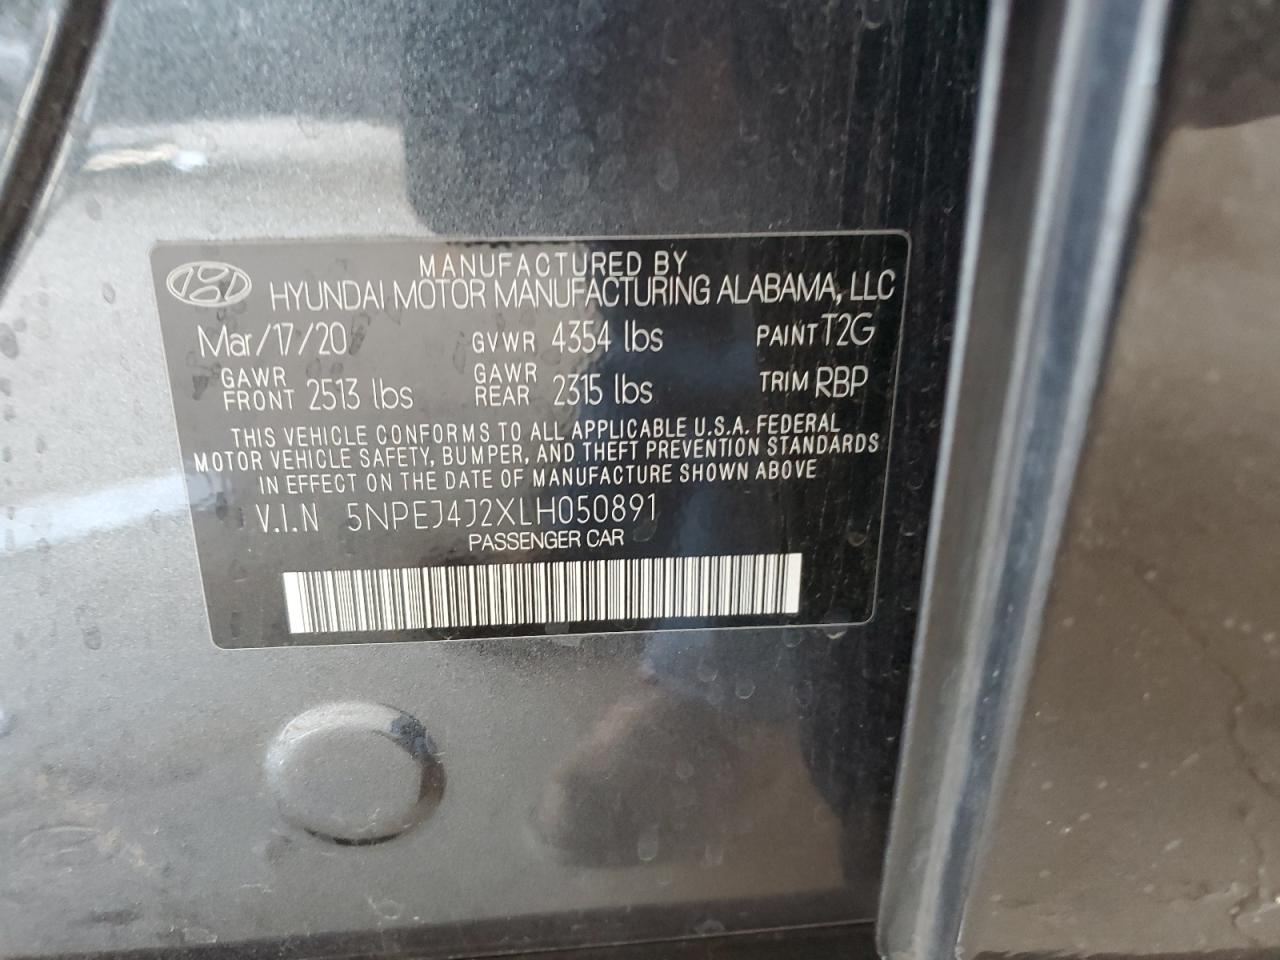 MANUFACTURED BY
HYUNDAI MOTOR MANUFACTURING ALABAMA, LLC
Mar/17/20 GVWR 4354 lbs PAINT T2G
GAWR FRONT 2513 lbs GAWR REAR 2315 lbs TRIM RBP
THIS VEHICLE CONFORMS TO ALL APPLICABLE U.S.A. FEDERAL
MOTOR VEHICLE SAFETY, BUMPER, AND THEFT PREVENTION STANDARDS
IN EFFECT ON THE DATE OF MANUFACTURE SHOWN ABOVE
V.I.N 5NPEJ4J2XLH050891
PASSENGER CAR